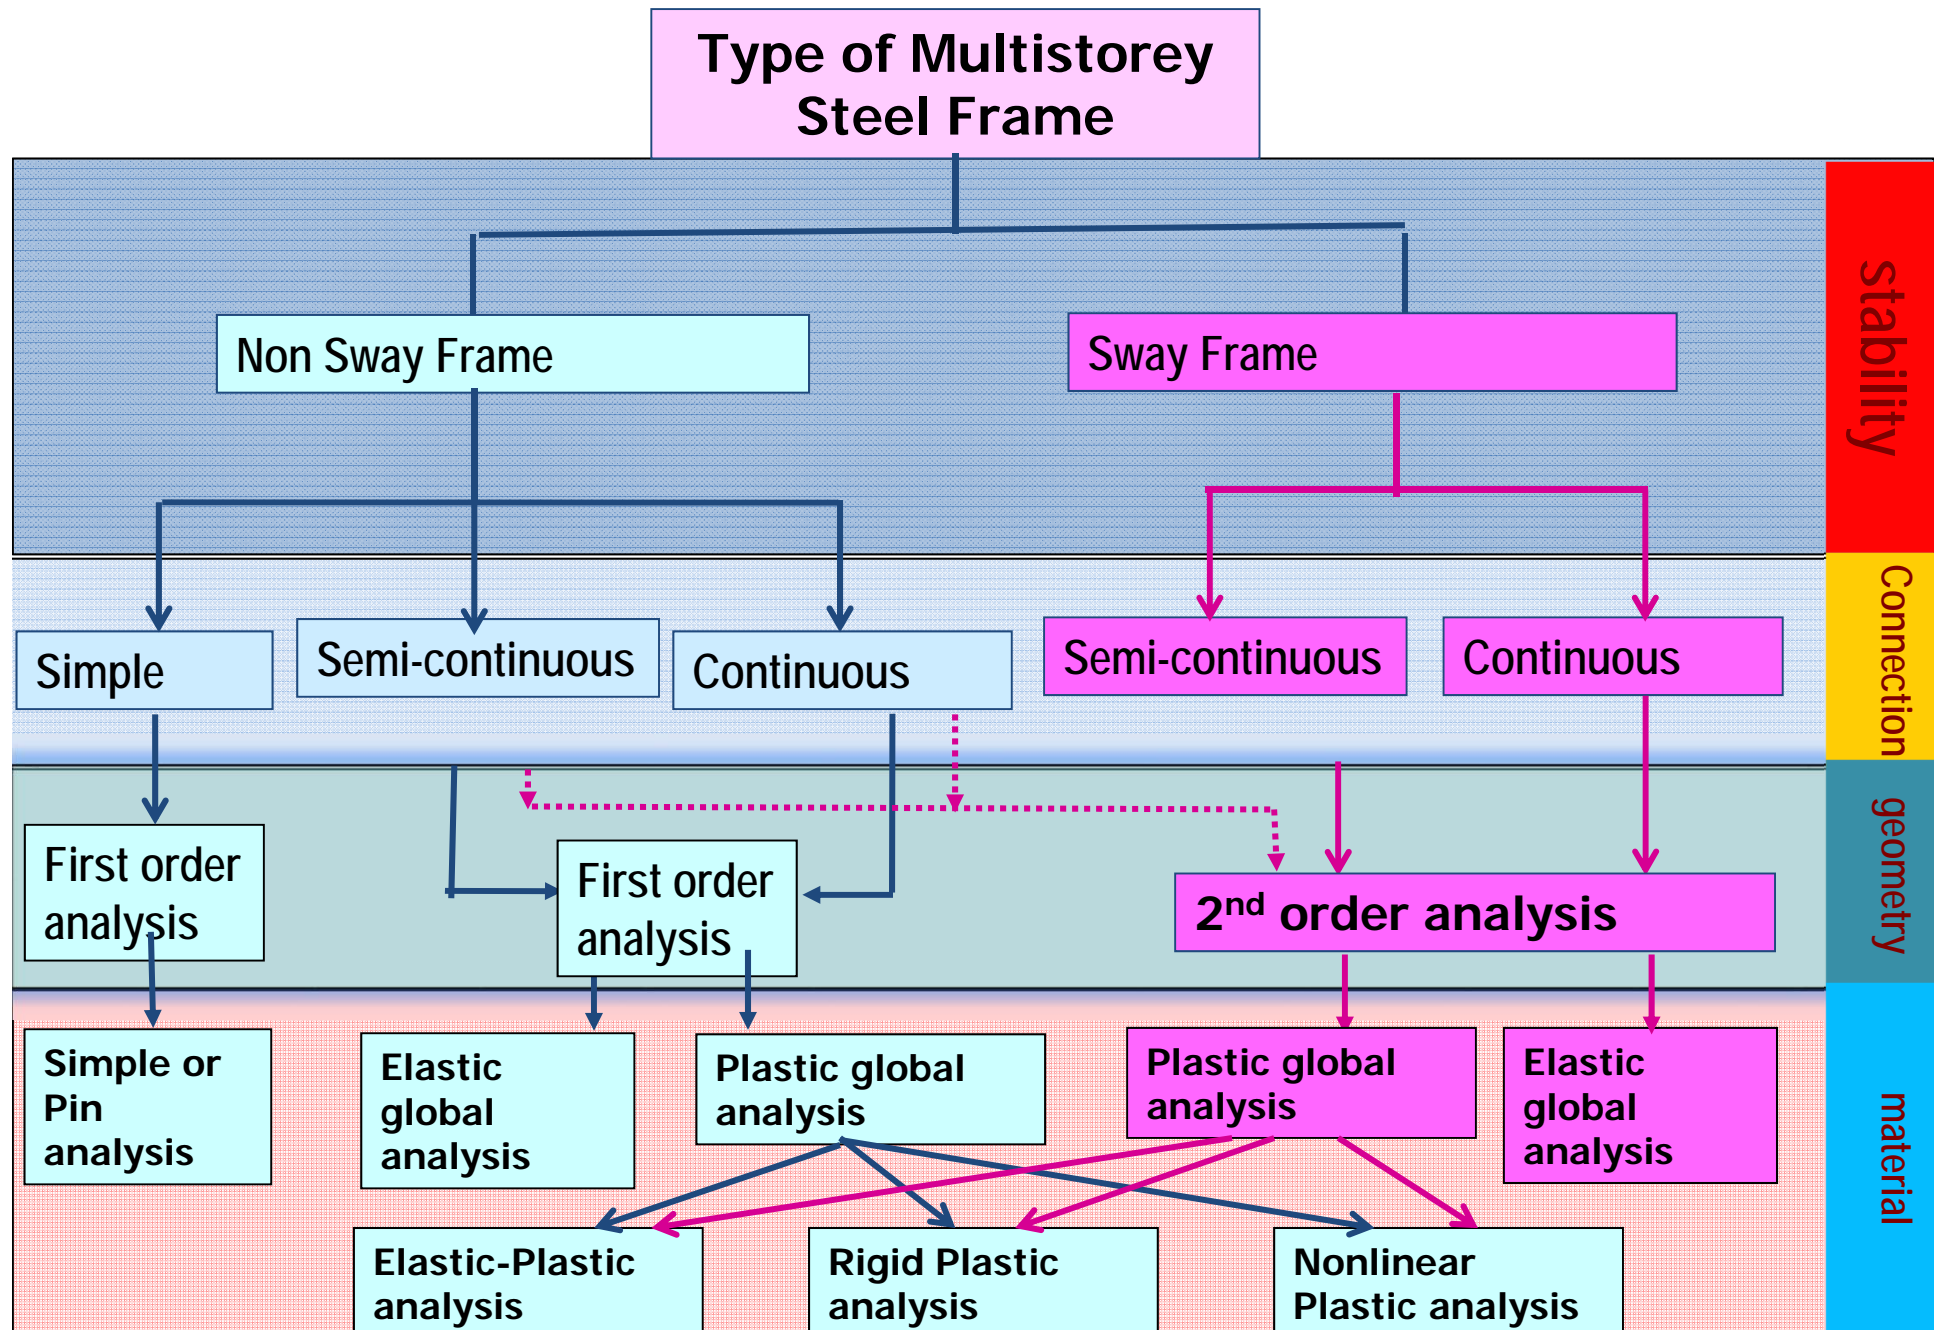 Type of Multistorey
Steel Frame
stability
Non Sway Frame
Sway Frame
Connection
Simple
Semi-continuous
Continuous
Semi-continuous
Continuous
geometry
First order
analysis
First order
analysis
2nd order analysis
material
Simple or
Pin
analysis
Elastic
global
analysis
Plastic global
analysis
Plastic global
analysis
Elastic
global
analysis
Elastic-Plastic
analysis
Rigid Plastic
analysis
Nonlinear
Plastic analysis